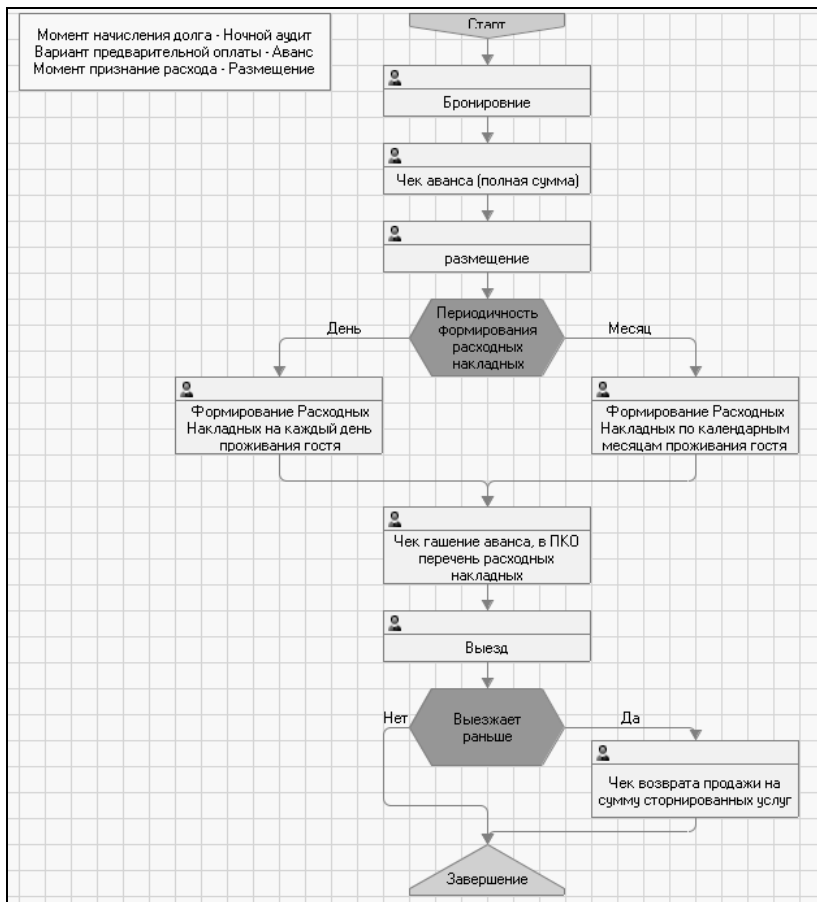 Момент начисления долга - Ночной аудит
Вариант предварительной оплаты - Аванс
Момент признание расхода - Размещение
Старт
Бронировние
Чек аванса (полная сумма)
размещение
Периодичность
формирования
расходных
накладных
День
Месяц
Формирование Расходных
Накладных на каждый день
проживания гостя
Формирование Расходных
Накладных по календарным
месяцам проживания гостя
Чек гашение аванса, в ПКО
перечень расходных
накладных
Выезд
Выезжает
раньше
Нет
Да
Чек возврата продажи на
сумму сторнированных услуг
Завершение